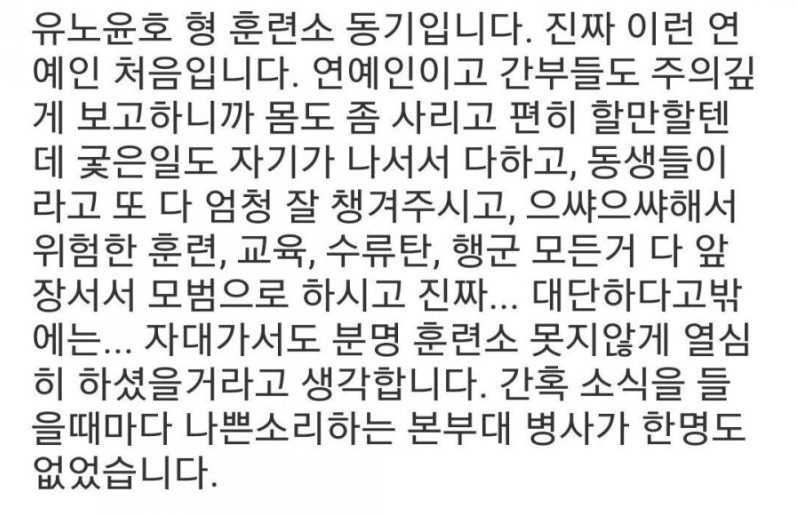 유노윤호 형 훈련소 동기입니다. 진짜 이런 연
예인 처음입니다. 연예인이고 간부들도 주의깊
게 보고하니까 몸도 좀 사리고 편히 할만할텐
데 궂은일도 자기가 나서서 다하고, 동생들이
라고 또 다 엄청 잘 챙겨주시고, 으쌰으쌰해서
위험한 훈련, 교육, 수류탄, 행군 모든거 다 앞
장서서 모범으로 하시고 진짜... 대단하다고밖
에는... 자대가서도 분명 훈련소 못지않게 열심
히 하셨을거라고 생각합니다. 간혹 소식을 들
을때마다 나쁜소리하는 본부대 병사가 한명도
없었습니다.